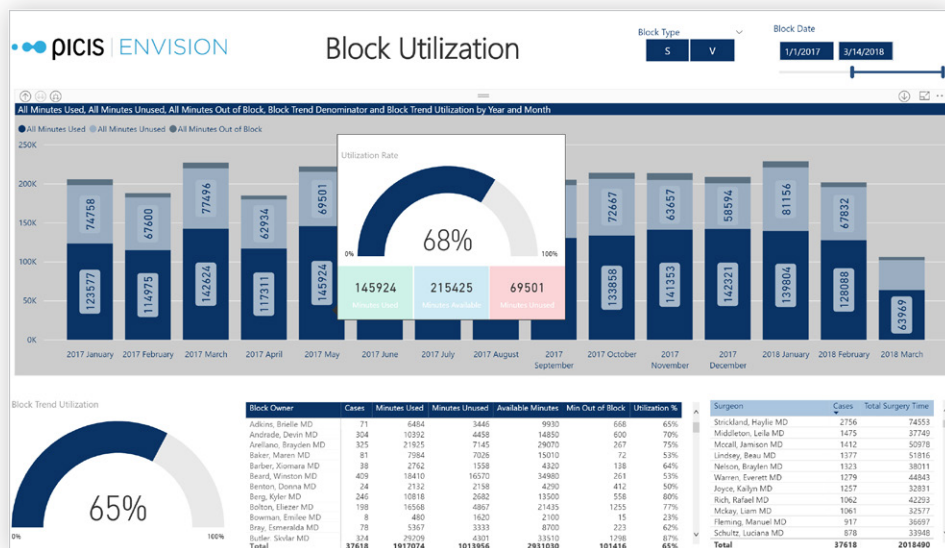 PICIS | ENVISION
Block Utilization
Block Type
S V
Block Date
1/1/2017 3/14/2018
All Minutes Used, All Minutes Unused, All Minutes Out of Block, Block Trend Denominator and Block Trend Utilization by Year and Month
All Minutes Used All Minutes Unused All Minutes Out of Block
250K
200K
150K
100K
50K
0K
74758 67600 77496 62934 69501 72667 63657 58594 81156 67832
123577 114975 142624 117311 145924 133858 141353 142321 139804 128088 63969
2017 January 2017 February 2017 March 2017 April 2017 May 2017 June 2017 July 2017 August 2017 September 2017 October 2017 November 2017 December 2018 January 2018 February 2018 March
Utilization Rate
68%
0% 100%
145924 215425 69501
Minutes Used Minutes Available Minutes Unused
Block Trend Utilization
65%
0% 100%
Block Owner Cases Minutes Used Minutes Unused Available Minutes Min Out of Block Utilization %
Adkins, Brielle MD 71 6484 3446 9930 668 65%
Andrade, Devin MD 304 10392 4458 14850 600 70%
Arellano, Brayden MD 325 21925 7145 29070 267 75%
Baker, Maren MD 81 7984 7026 15010 72 53%
Barber, Xiomara MD 38 2762 1558 4320 138 64%
Beard, Winston MD 409 18410 16570 34980 261 53%
Benton, Donna MD 24 2132 2158 4290 412 50%
Berg, Kyler MD 246 10818 2682 13500 558 80%
Bolton, Eliezer MD 198 16568 4867 21435 1255 77%
Bowman, Emilee MD 8 480 1620 2100 15 23%
Bray, Esmeralda MD 78 5367 3333 8700 223 62%
Butler, Skylar MD 324 29209 4301 33510 1298 87%
Total 37618 1917074 1013956 2931030 101416 65%
Surgeon Cases Total Surgery Time
Strickland, Haylie MD 2756 74553
Middleton, Leila MD 1475 37749
Mccall, Jamison MD 1412 50978
Lindsey, Beau MD 1377 51816
Nelson, Braylen MD 1323 38011
Warren, Everett MD 1279 44843
Joyce, Kailyn MD 1257 32831
Rich, Rafael MD 1062 42293
Mckay, Liam MD 1061 32577
Fleming, Manuel MD 917 36697
Schultz, Luciana MD 878 33948
Total 37618 2018490